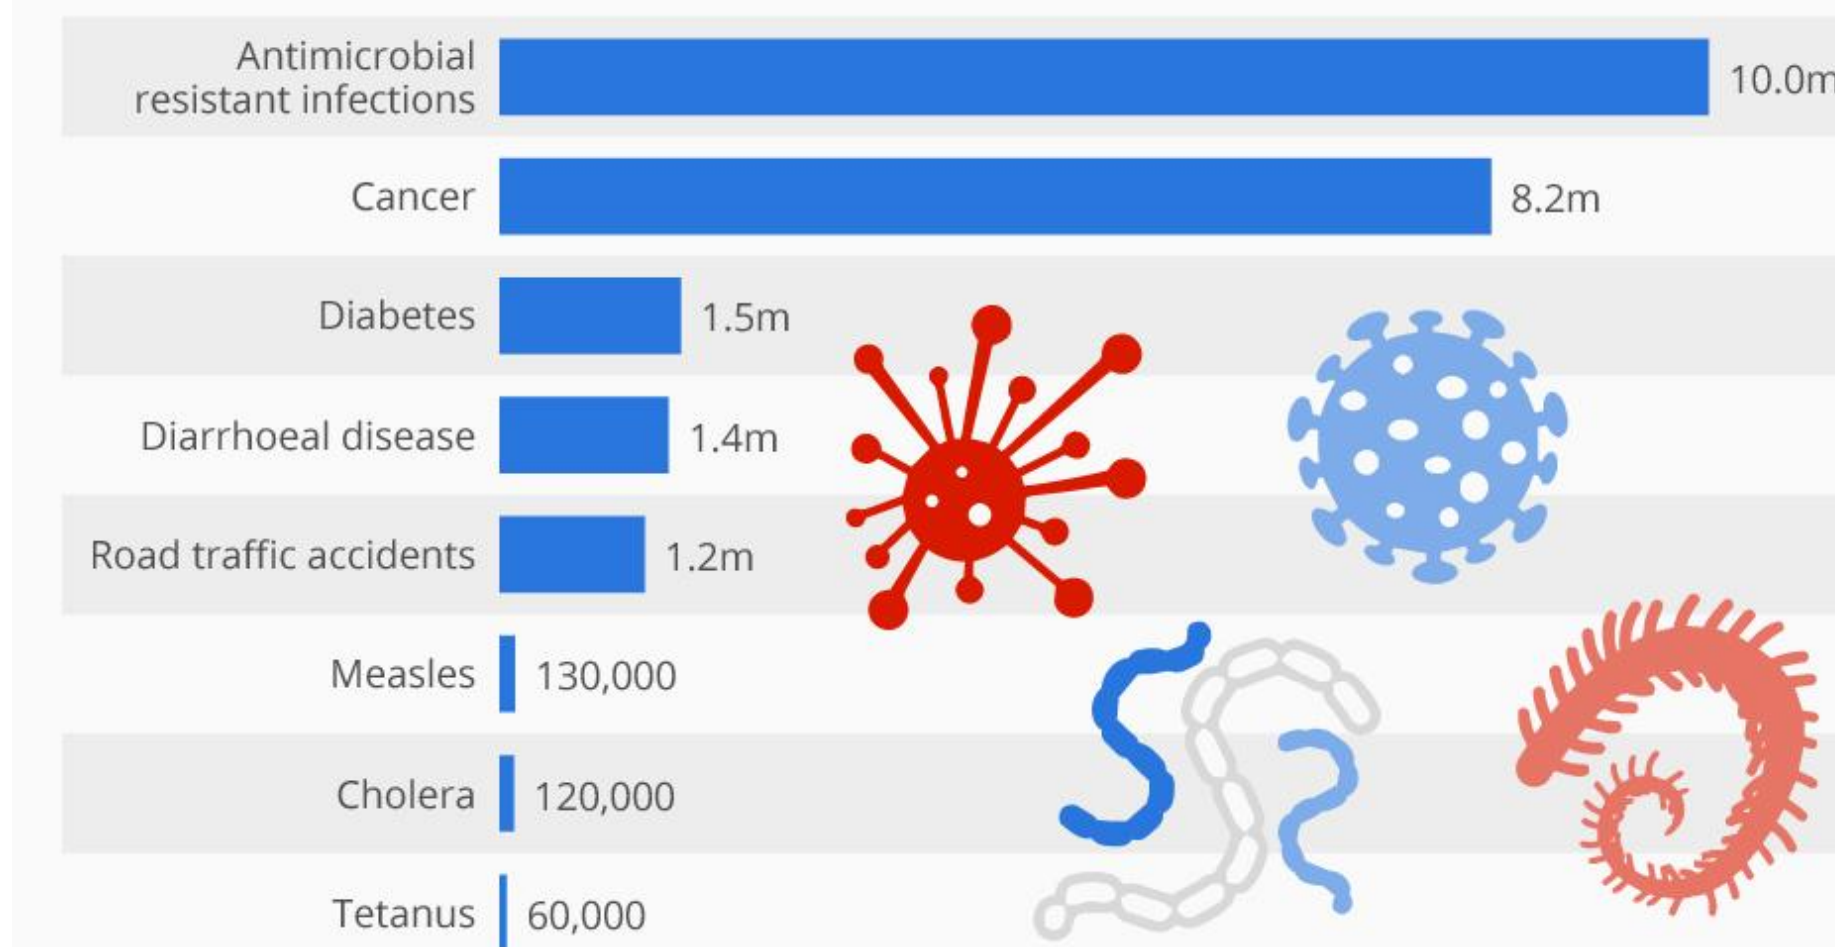 Antimicrobial
resistant infections
10.0m
Cancer
8.2m
Diabetes
1.5m
Diarrhoeal disease
1.4m
Road traffic accidents
1.2m
Measles
130,000
Cholera
120,000
Tetanus
60,000